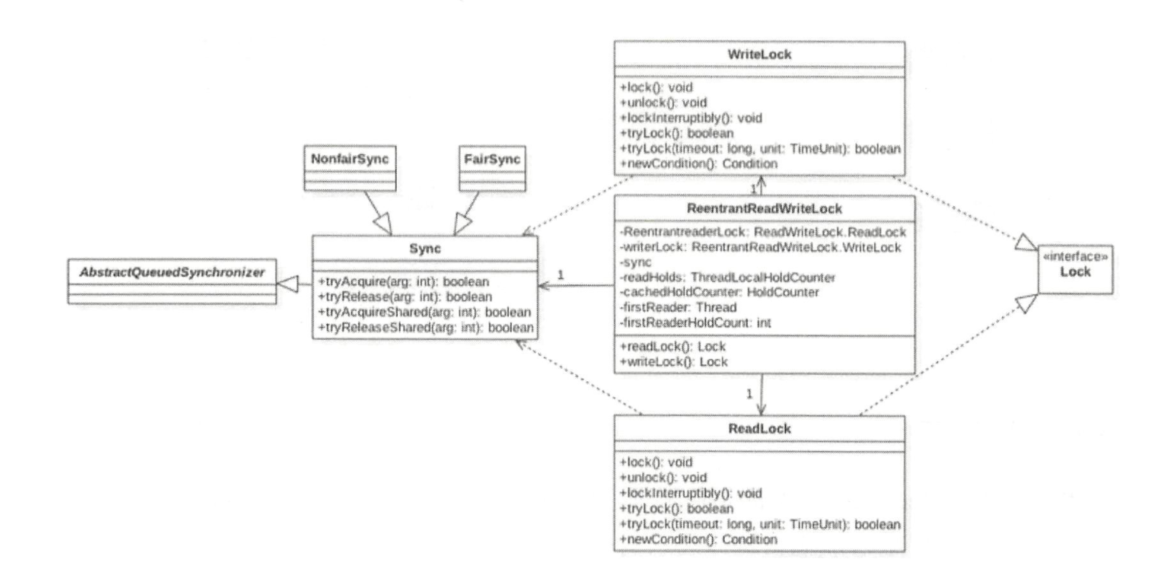 WriteLock
+lock(): void
+unlock(): void
+lockInterruptibly(): void
+tryLock(): boolean
+tryLock(timeout: long, unit: TimeUnit): boolean
+newCondition(): Condition
NonfairSync
FairSync
1
ReentrantReadWriteLock
-ReentrantreaderLock: ReadWriteLock.ReadLock
-writerLock: ReentrantReadWriteLock.WriteLock
-sync
-readHolds: ThreadLocalHoldCounter
-cachedHoldCounter: HoldCounter
-firstReader: Thread
-firstReaderHoldCount: int
+readLock(): Lock
+writeLock(): Lock
Sync
+tryAcquire(arg: int): boolean
+tryRelease(arg: int): boolean
+tryAcquireShared(arg: int): boolean
+tryReleaseShared(arg: int): boolean
1
AbstractQueuedSynchronizer
«interface»
Lock
1
ReadLock
+lock(): void
+unlock(): void
+lockInterruptibly(): void
+tryLock(): boolean
+tryLock(timeout: long, unit: TimeUnit): boolean
+newCondition(): Condition